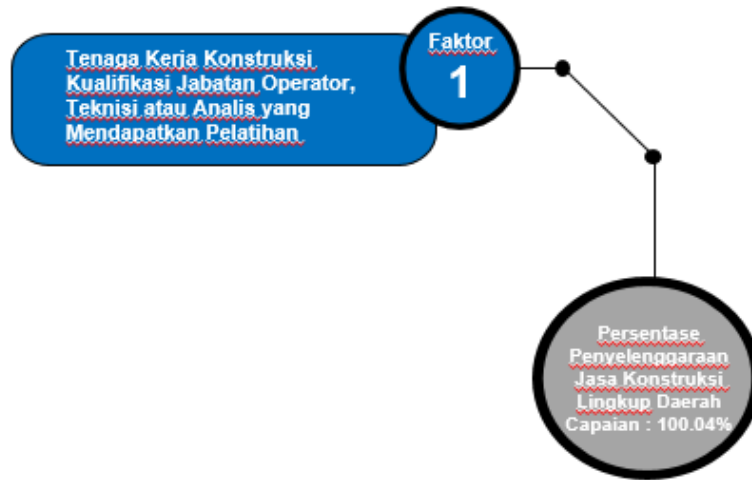 Tenaga Kerja Konstruksi
Kualifikasi Jabatan Operator,
Teknisi atau Analis yang
Mendapatkan Pelatihan
Faktor
1
Persentase
Penyelenggaraan
Jasa Konstruksi
Lingkup Daerah
Capaian : 100.04%